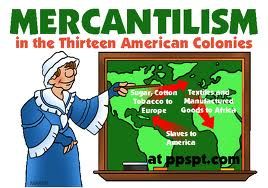 MERCANTILISM
in the Thirteen American Colonies
Sugar, Cotton
Tobacco to
Europe
Textiles and
Manufactured
Goods to Africa
Slaves to
America
at ppspt.com